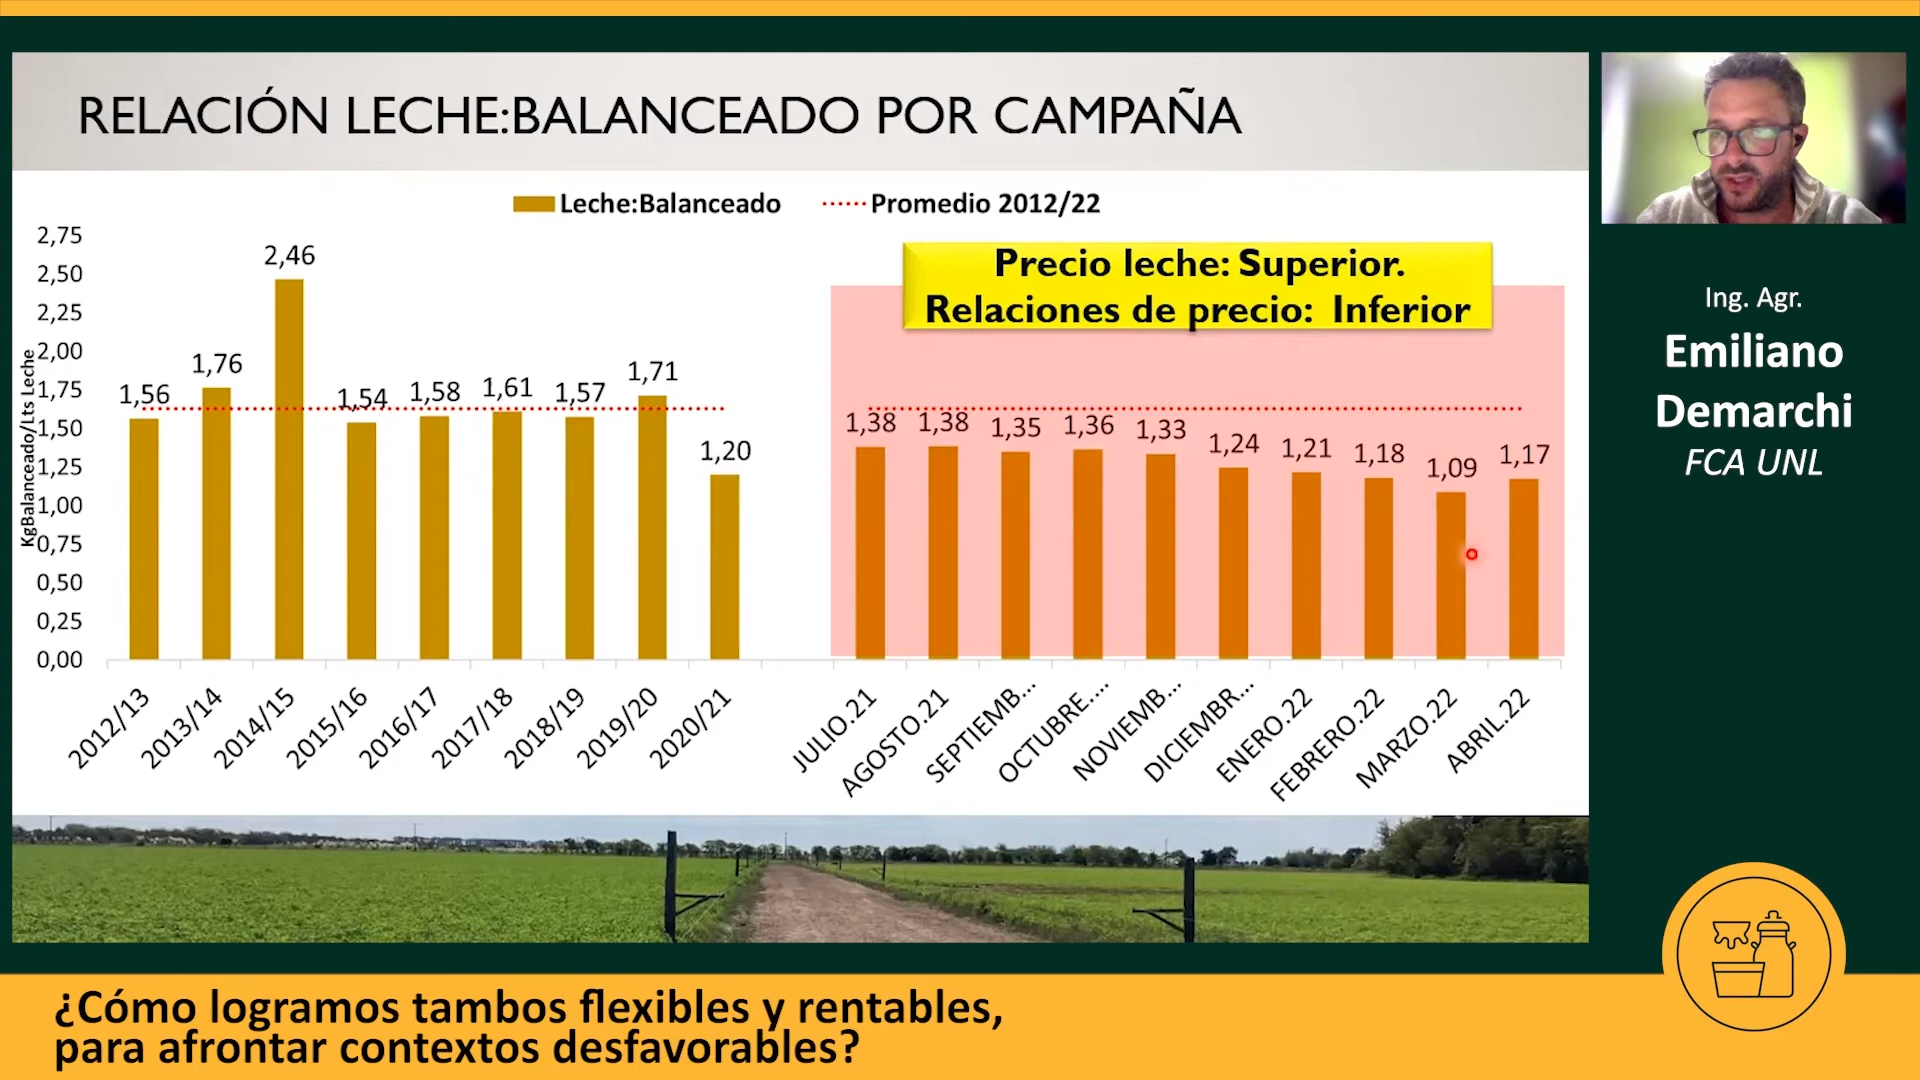 RELACIÓN LECHE:BALANCEADO POR CAMPAÑA
Leche:Balanceado
Promedio 2012/22
Precio leche: Superior.
Relaciones de precio: Inferior
KgBalanceado/Lts Leche
2,75
2,50
2,25
2,00
1,75
1,50
1,25
1,00
0,75
0,50
0,25
0,00
1,56
1,76
2,46
1,54
1,58
1,61
1,57
1,71
1,20
1,38
1,38
1,35
1,36
1,33
1,24
1,21
1,18
1,09
1,17
2012/13
2013/14
2014/15
2015/16
2016/17
2017/18
2018/19
2019/20
2020/21
JULIO.21
AGOSTO.21
SEPTIEMB...
OCTUBRE....
NOVIEMB...
DICIEMBR...
ENERO.22
FEBRERO.22
MARZO.22
ABRIL.22
Ing. Agr.
Emiliano
Demarchi
FCA UNL
¿Cómo logramos tambos flexibles y rentables,
para afrontar contextos desfavorables?